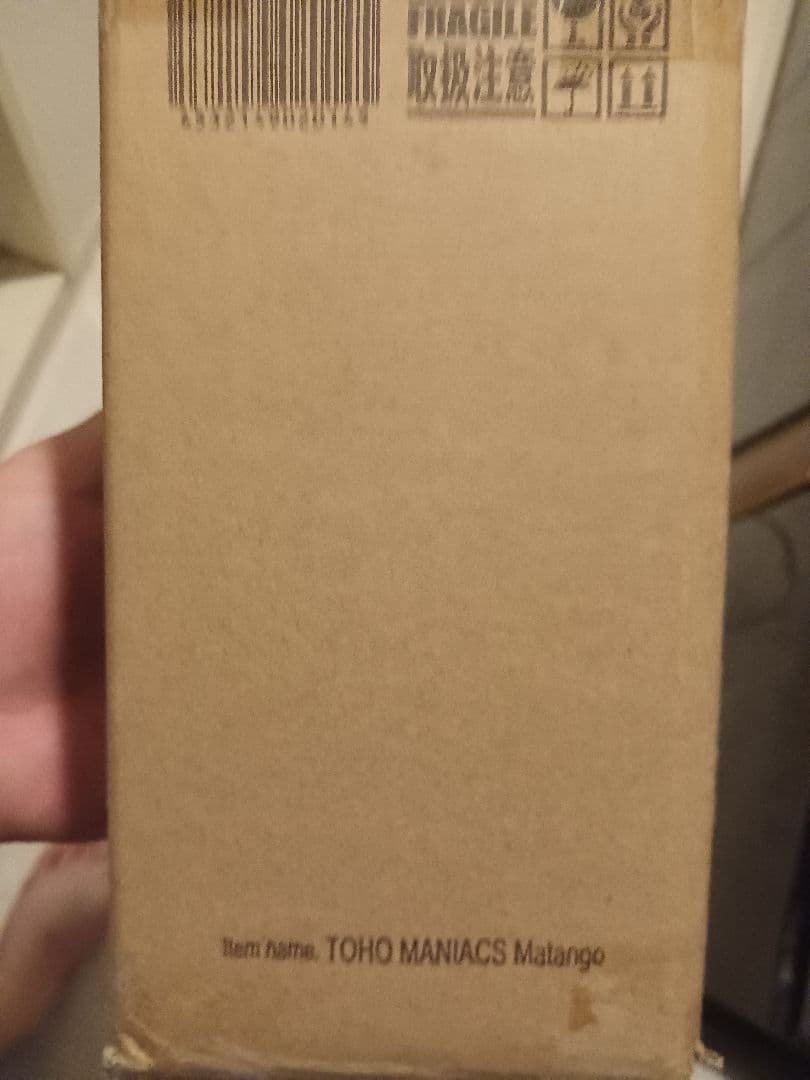 FRAGILE
取扱注意
Item name. TOHO MANIACS Matango